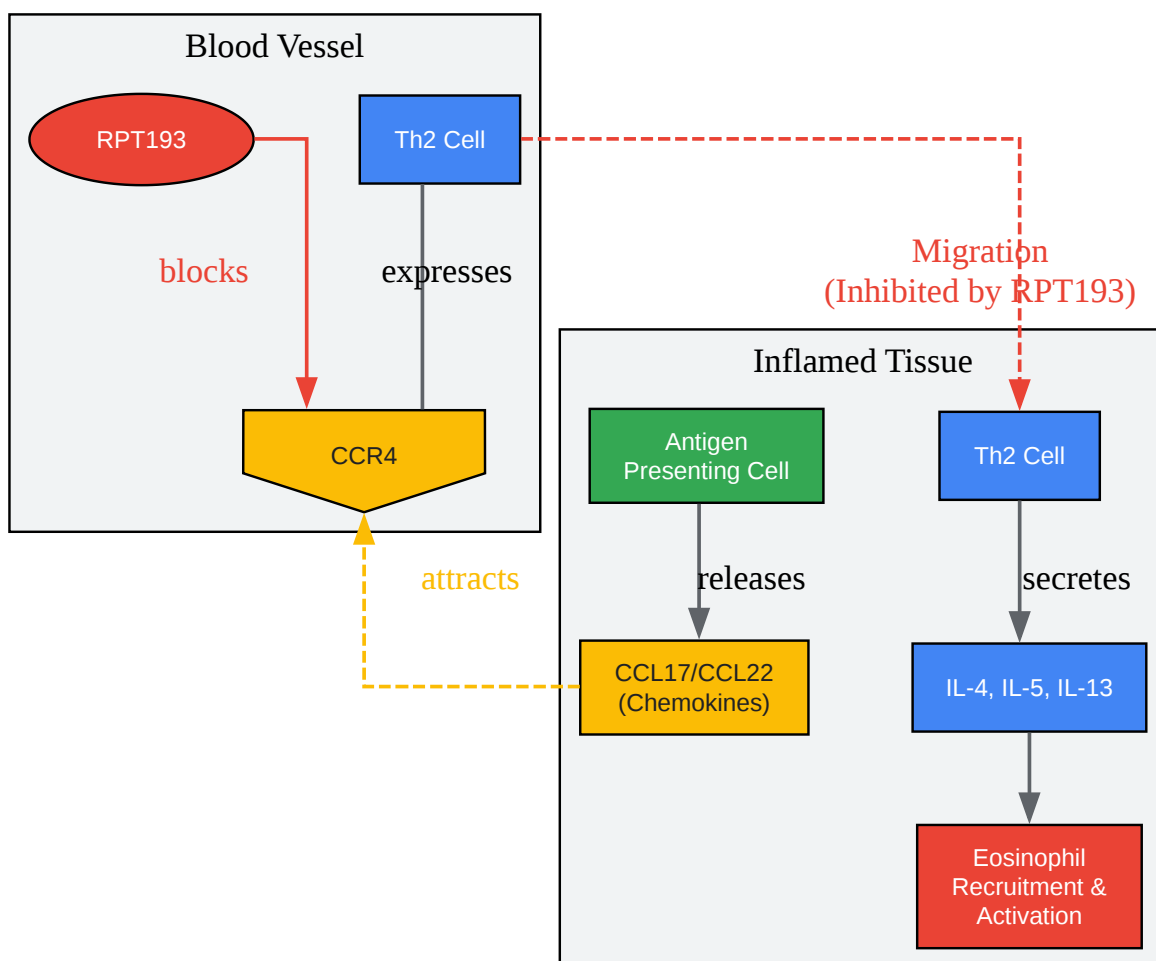 Blood Vessel
RPT193
Th2 Cell
blocks
expresses
CCR4
Migration
(Inhibited by RPT193)
Inflamed Tissue
Antigen
Presenting Cell
Th2 Cell
attracts
releases
secretes
CCL17/CCL22
(Chemokines)
IL-4, IL-5, IL-13
Eosinophil
Recruitment &
Activation